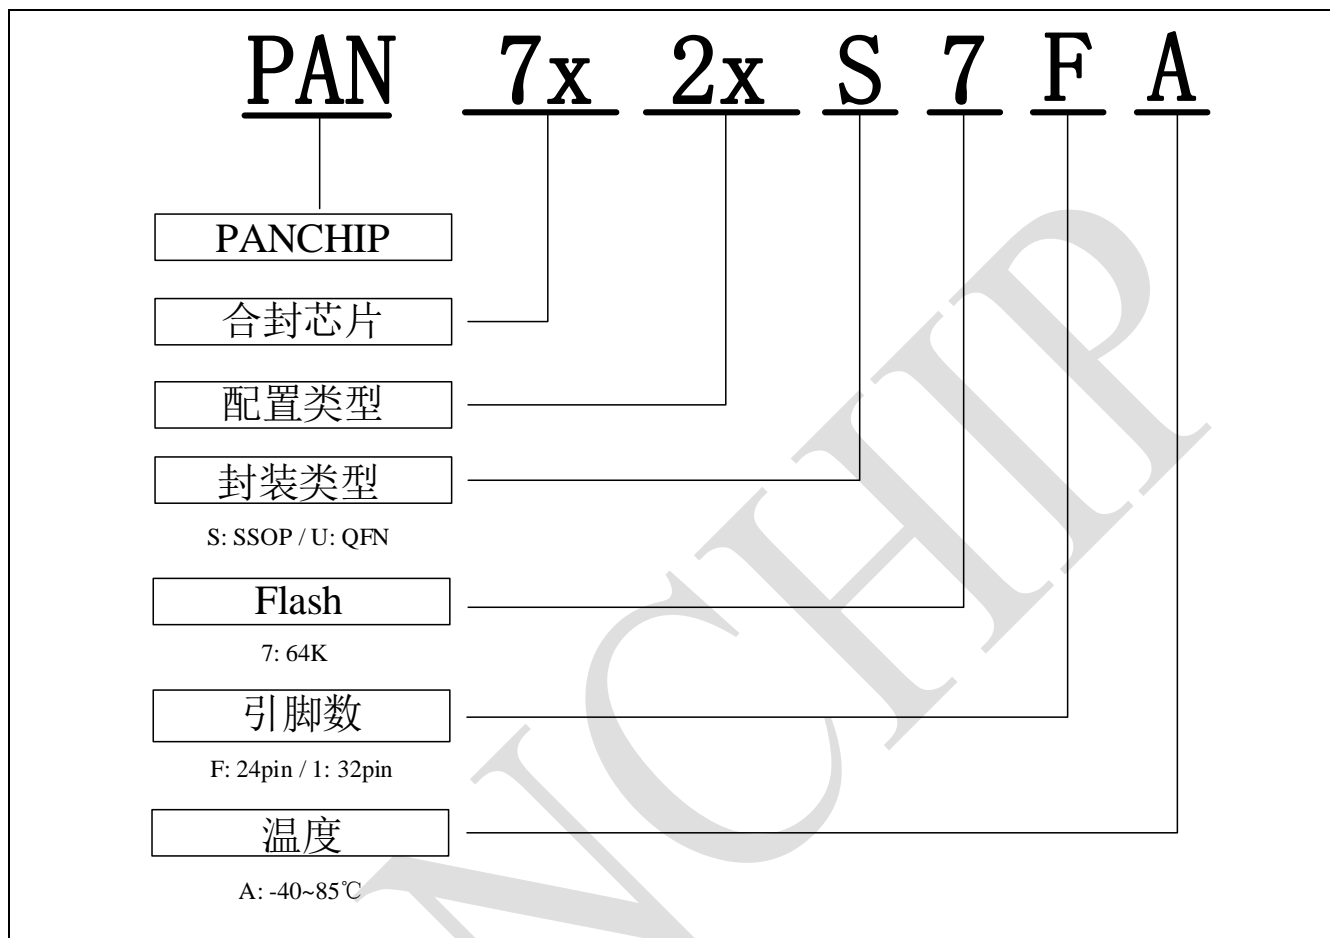 PAN 7x 2x S 7 F A
PANCHIP
合封芯片
配置类型
封装类型
S: SSOP / U: QFN
Flash
7: 64K
引脚数
F: 24pin / 1: 32pin
温度
A: -40~85℃
NCHIP